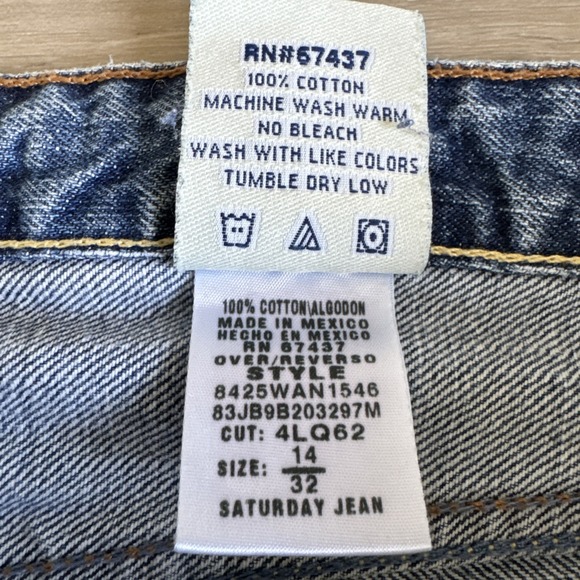 RN#67437
100% COTTON
MACHINE WASH WARM
NO BLEACH
WASH WITH LIKE COLORS
TUMBLE DRY LOW
100% COTTON\ALGODON
MADE IN MEXICO
HECHO EN MEXICO
RN 67437
OVER/REVERSO
STYLE
8425WAN1546
83JB9B203297M
CUT: 4LQ62
SIZE: 14
32
SATURDAY JEAN